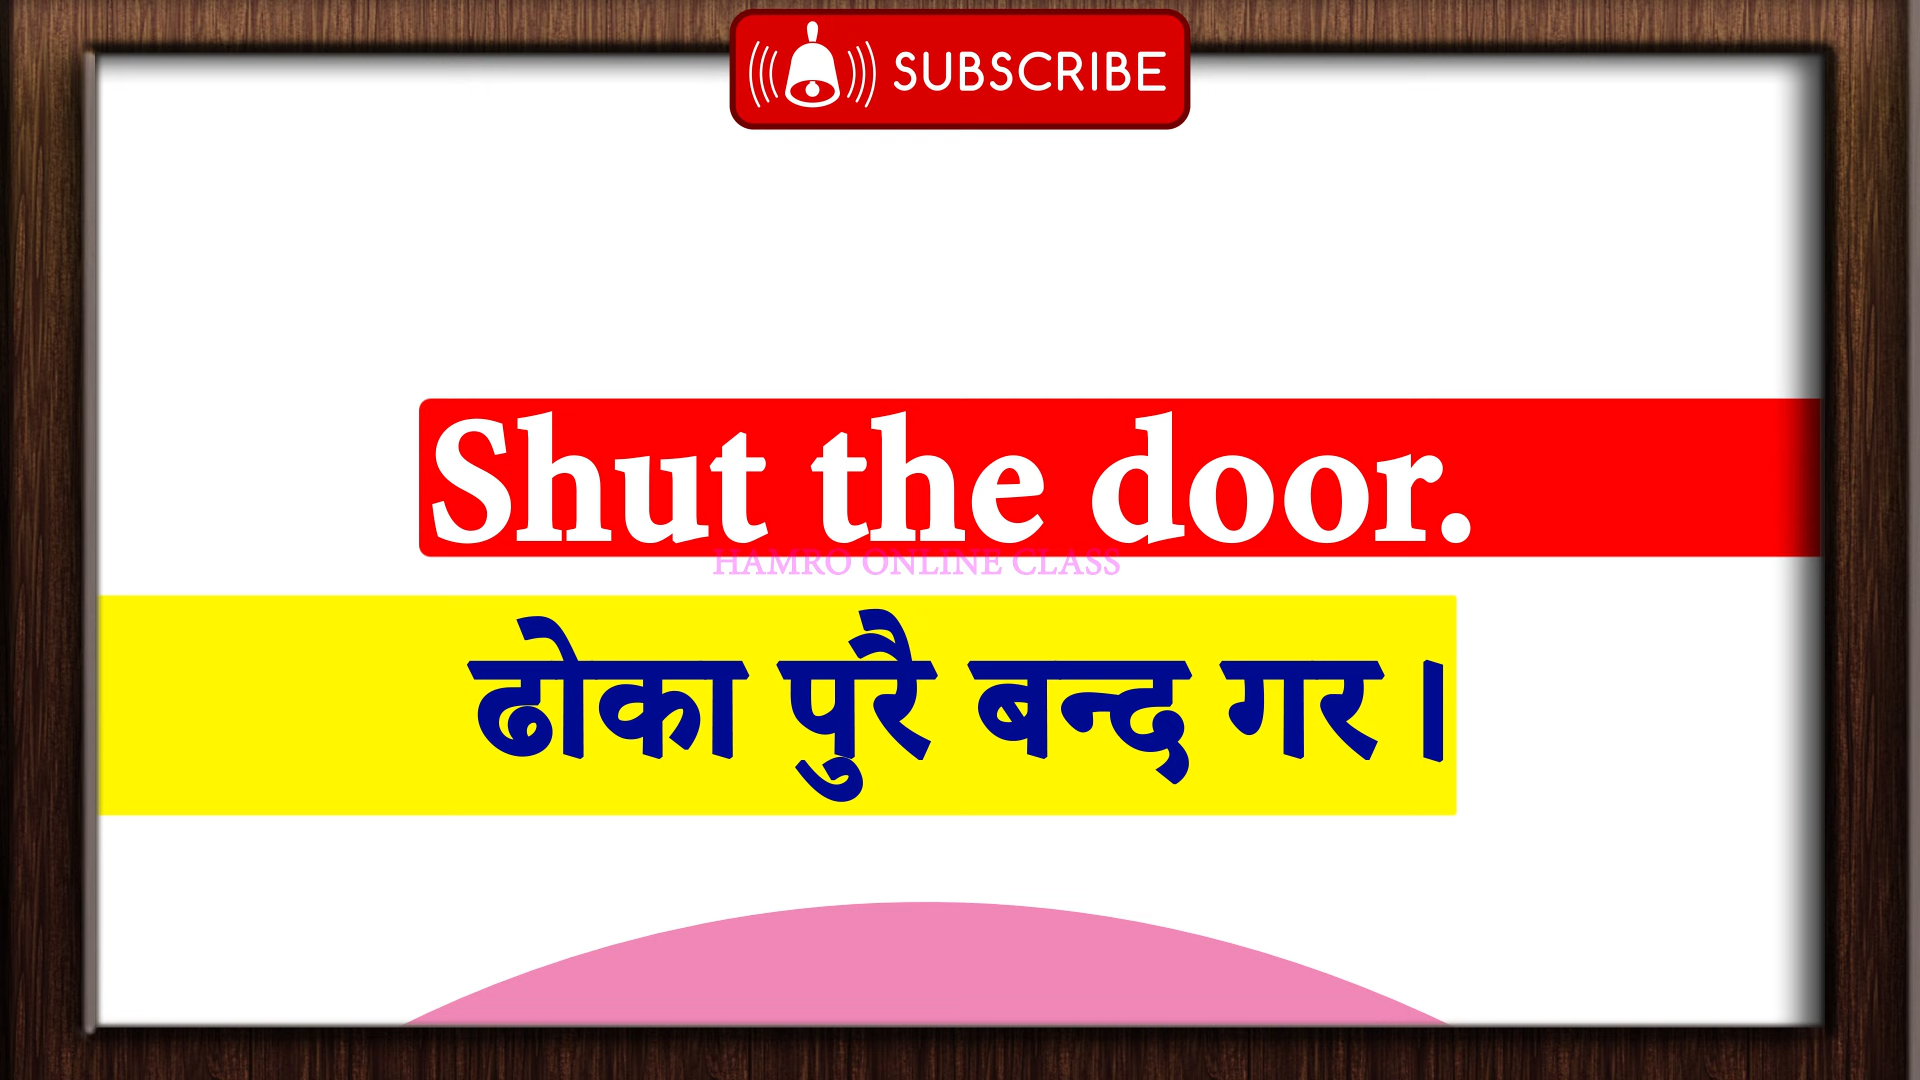 SUBSCRIBE
Shut the door.
HAMRO ONLINE CLASS
ढोका पुरै बन्द गर ।